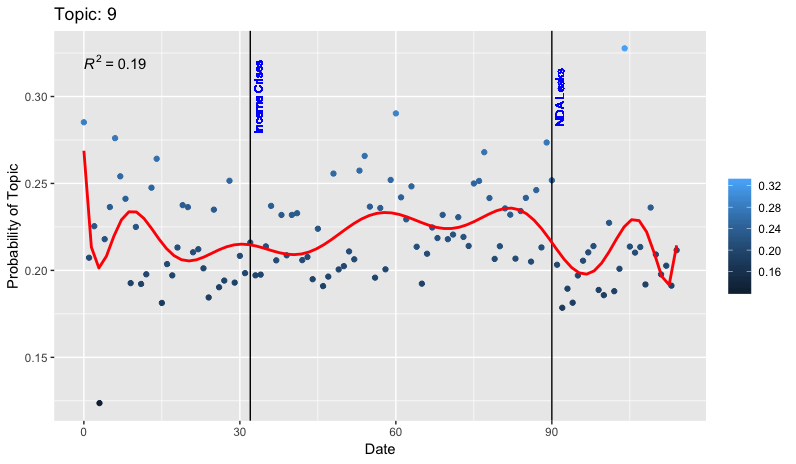 Topic: 9
R² = 0.19
Income Crises
NDA Leaks
Probability of Topic
0.30
0.25
0.20
0.15
0
30
60
90
Date
0.32
0.28
0.24
0.20
0.16